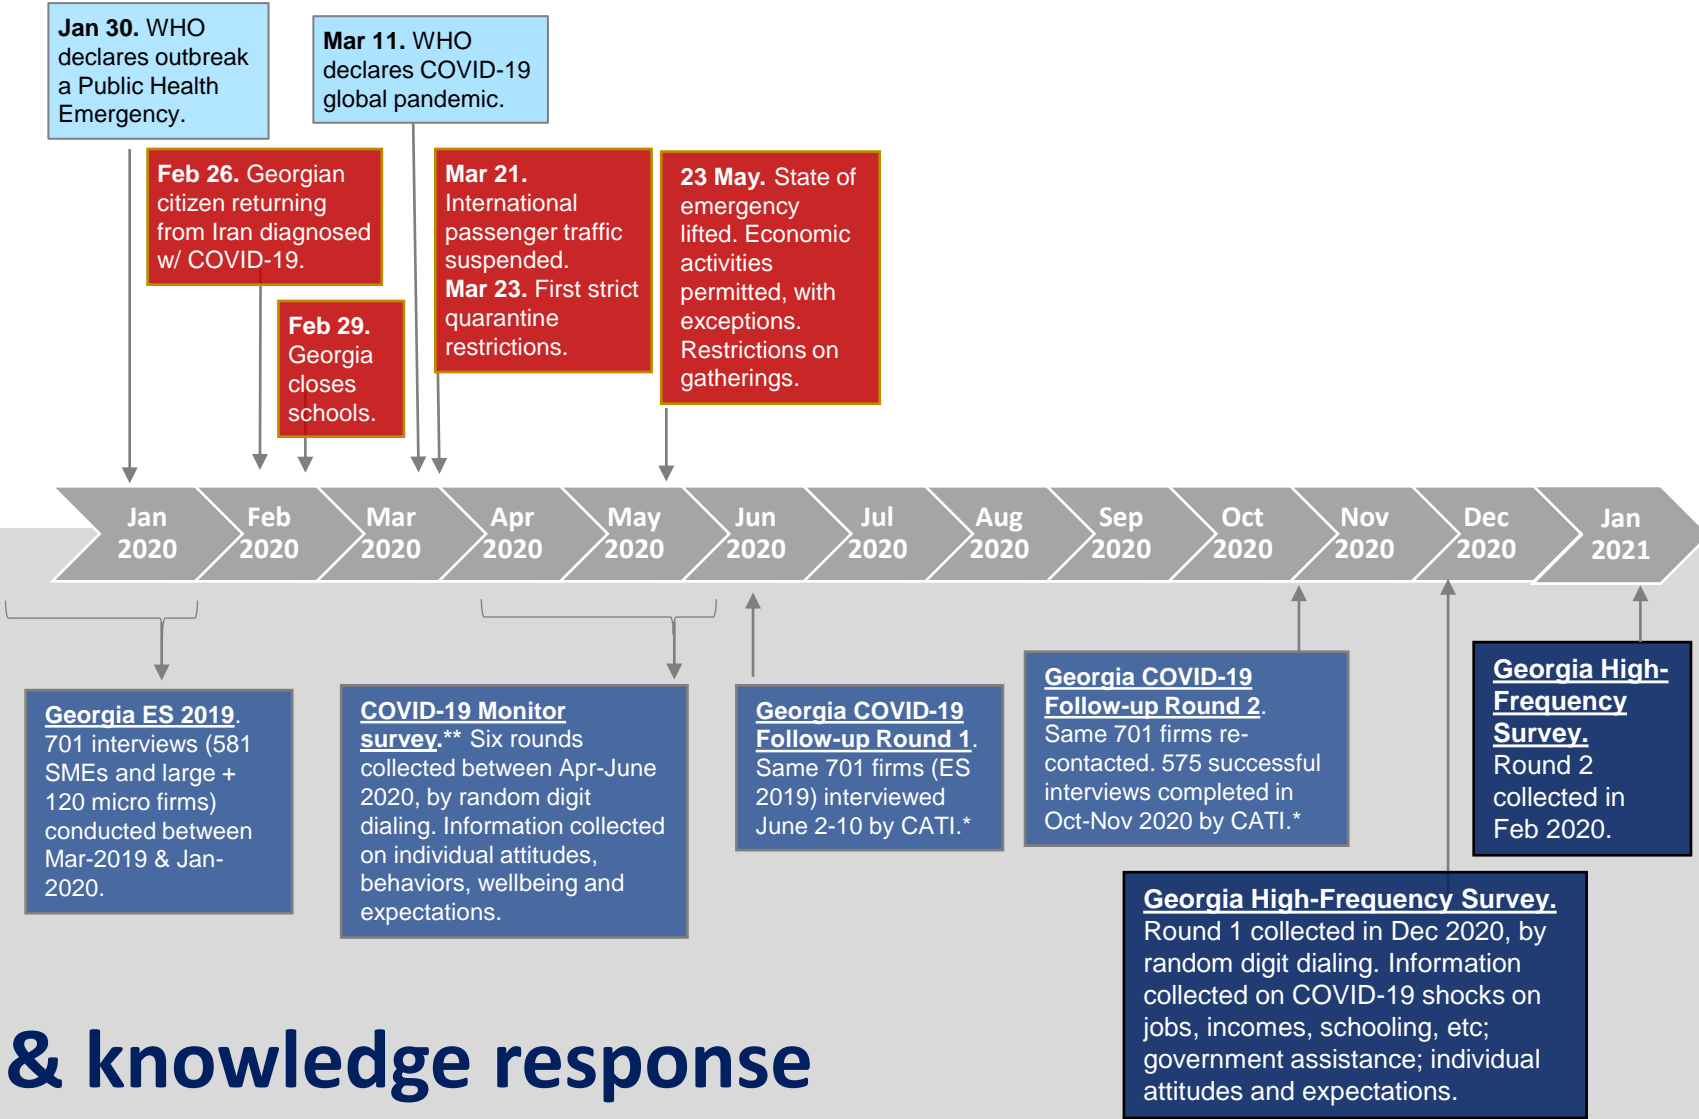 Jan 30. WHO
declares outbreak
a Public Health
Emergency.
Mar 11. WHO
declares COVID-19
global pandemic.
Feb 26. Georgian
citizen returning
from Iran diagnosed
w/ COVID-19.
Feb 29.
Georgia
closes
schools.
Mar 21.
International
passenger traffic
suspended.
Mar 23. First strict
quarantine
restrictions.
23 May. State of
emergency
lifted. Economic
activities
permitted, with
exceptions.
Restrictions on
gatherings.
Jan
2020
Feb
2020
Mar
2020
Apr
2020
May
2020
Jun
2020
Jul
2020
Aug
2020
Sep
2020
Oct
2020
Nov
2020
Dec
2020
Jan
2021
Georgia ES 2019.
701 interviews (581
SMEs and large +
120 micro firms)
conducted between
Mar-2019 & Jan-
2020.
COVID-19 Monitor
survey.** Six rounds
collected between Apr-June
2020, by random digit
dialing. Information collected
on individual attitudes,
behaviors, wellbeing and
expectations.
Georgia COVID-19
Follow-up Round 1.
Same 701 firms (ES
2019) interviewed
June 2-10 by CATI.*
Georgia COVID-19
Follow-up Round 2.
Same 701 firms re-
contacted. 575 successful
interviews completed in
Oct-Nov 2020 by CATI.*
Georgia High-
Frequency
Survey.
Round 2
collected in
Feb 2020.
Georgia High-Frequency Survey.
Round 1 collected in Dec 2020, by
random digit dialing. Information
collected on COVID-19 shocks on
jobs, incomes, schooling, etc;
government assistance; individual
attitudes and expectations.
& knowledge response